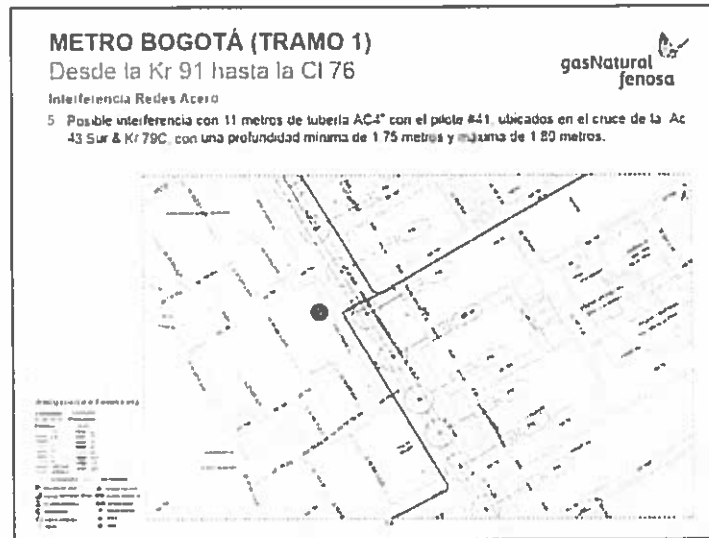 METRO BOGOTÁ (TRAMO 1)
Desde la Kr 91 hasta la Cl 76
gasNatural
fenosa
Interferencia Redes Acero
5 Posible interferencia con 11 metros de tubería AC4" con el pilote #41, ubicados en el cruce de la Ac
43 Sur & Kr 79C, con una profundidad mínima de 1 75 metros y máxima de 1 80 metros.